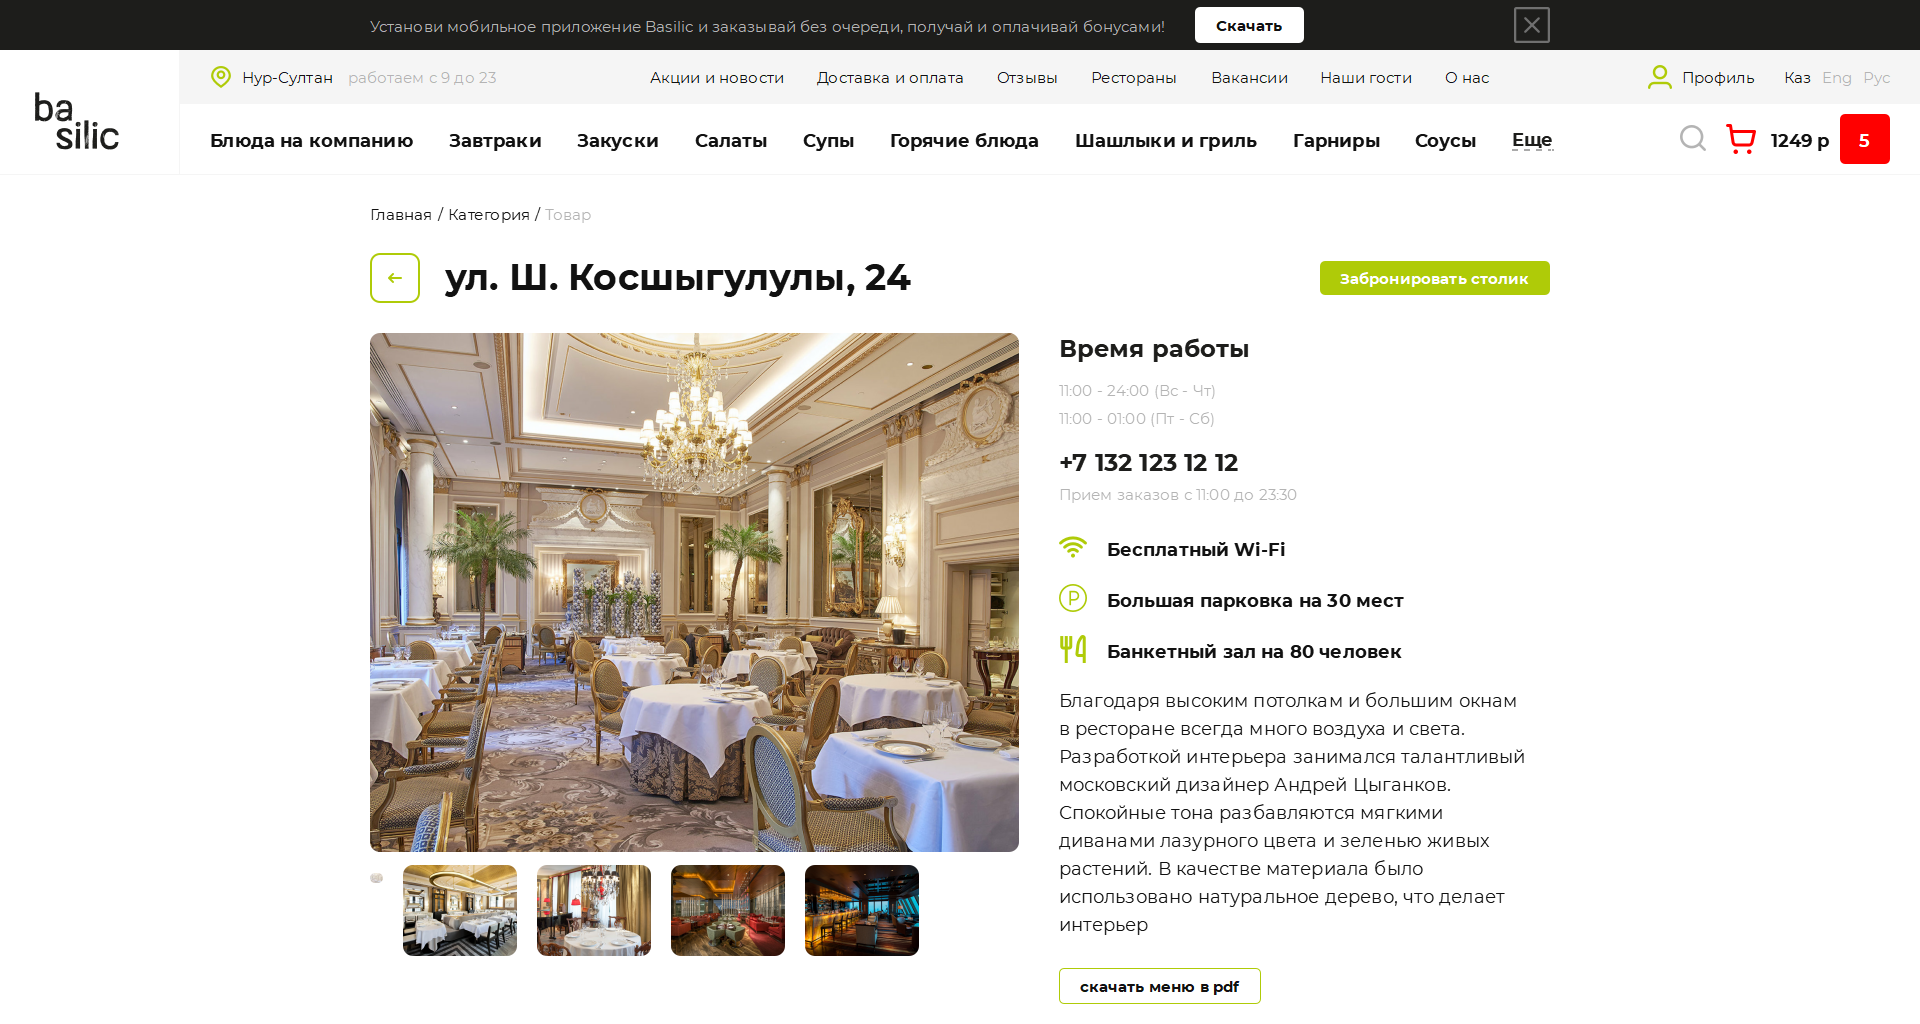 Установи мобильное приложение Basilic и заказывай без очереди, получай и оплачивай бонусами!
Скачать
basilic
Нур-Султан
работаем с 9 до 23
Акции и новости
Доставка и оплата
Отзывы
Рестораны
Вакансии
Наши гости
О нас
Профиль
Каз Eng Рус
Блюда на компанию
Завтраки
Закуски
Салаты
Супы
Горячие блюда
Шашлыки и гриль
Гарниры
Соусы
Еще
1249 р
5
Главная / Категория / Товар
ул. Ш. Косшыгулулы, 24
Забронировать столик
Время работы
11:00 - 24:00 (Вс - Чт)
11:00 - 01:00 (Пт - Сб)
+7 132 123 12 12
Прием заказов с 11:00 до 23:30
Бесплатный Wi-Fi
P
Большая парковка на 30 мест
Банкетный зал на 80 человек
Благодаря высоким потолкам и большим окнам
в ресторане всегда много воздуха и света.
Разработкой интерьера занимался талантливый
московский дизайнер Андрей Цыганков.
Спокойные тона разбавляются мягкими
диванами лазурного цвета и зеленью живых
растений. В качестве материала было
использовано натуральное дерево, что делает
интерьер
скачать меню в pdf